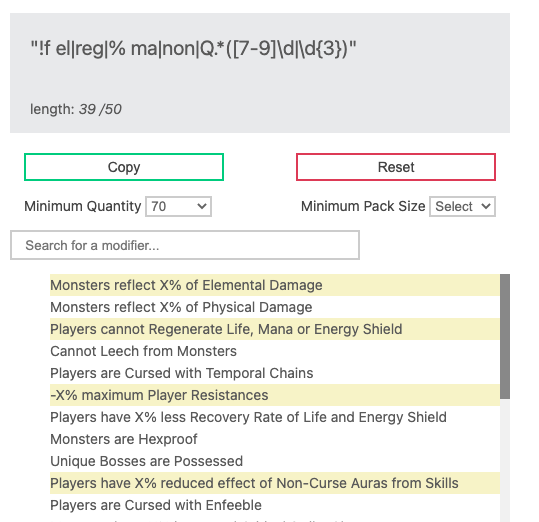 "!f el|reg|% ma|non|Q.*([7-9]\d|\d{3})"
length: 39 /50
Copy Reset
Minimum Quantity 70 Minimum Pack Size Select
Search for a modifier...
Monsters reflect X% of Elemental Damage
Monsters reflect X% of Physical Damage
Players cannot Regenerate Life, Mana or Energy Shield
Cannot Leech from Monsters
Players are Cursed with Temporal Chains
-X% maximum Player Resistances
Players have X% less Recovery Rate of Life and Energy Shield
Monsters are Hexproof
Unique Bosses are Possessed
Players have X% reduced effect of Non-Curse Auras from Skills
Players are Cursed with Enfeeble